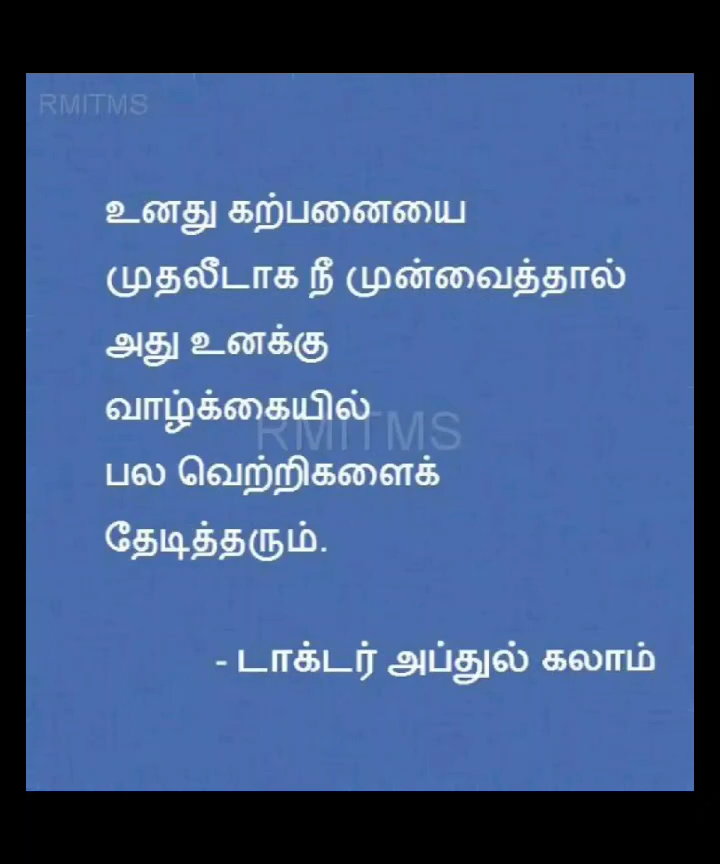 RMITMS
உனது கற்பனையை
முதலீடாக நீ முன்வைத்தால்
அது உனக்கு
வாழ்க்கையில்
RMITMS
பல வெற்றிகளைக்
தேடித்தரும்.
- டாக்டர் அப்துல் கலாம்